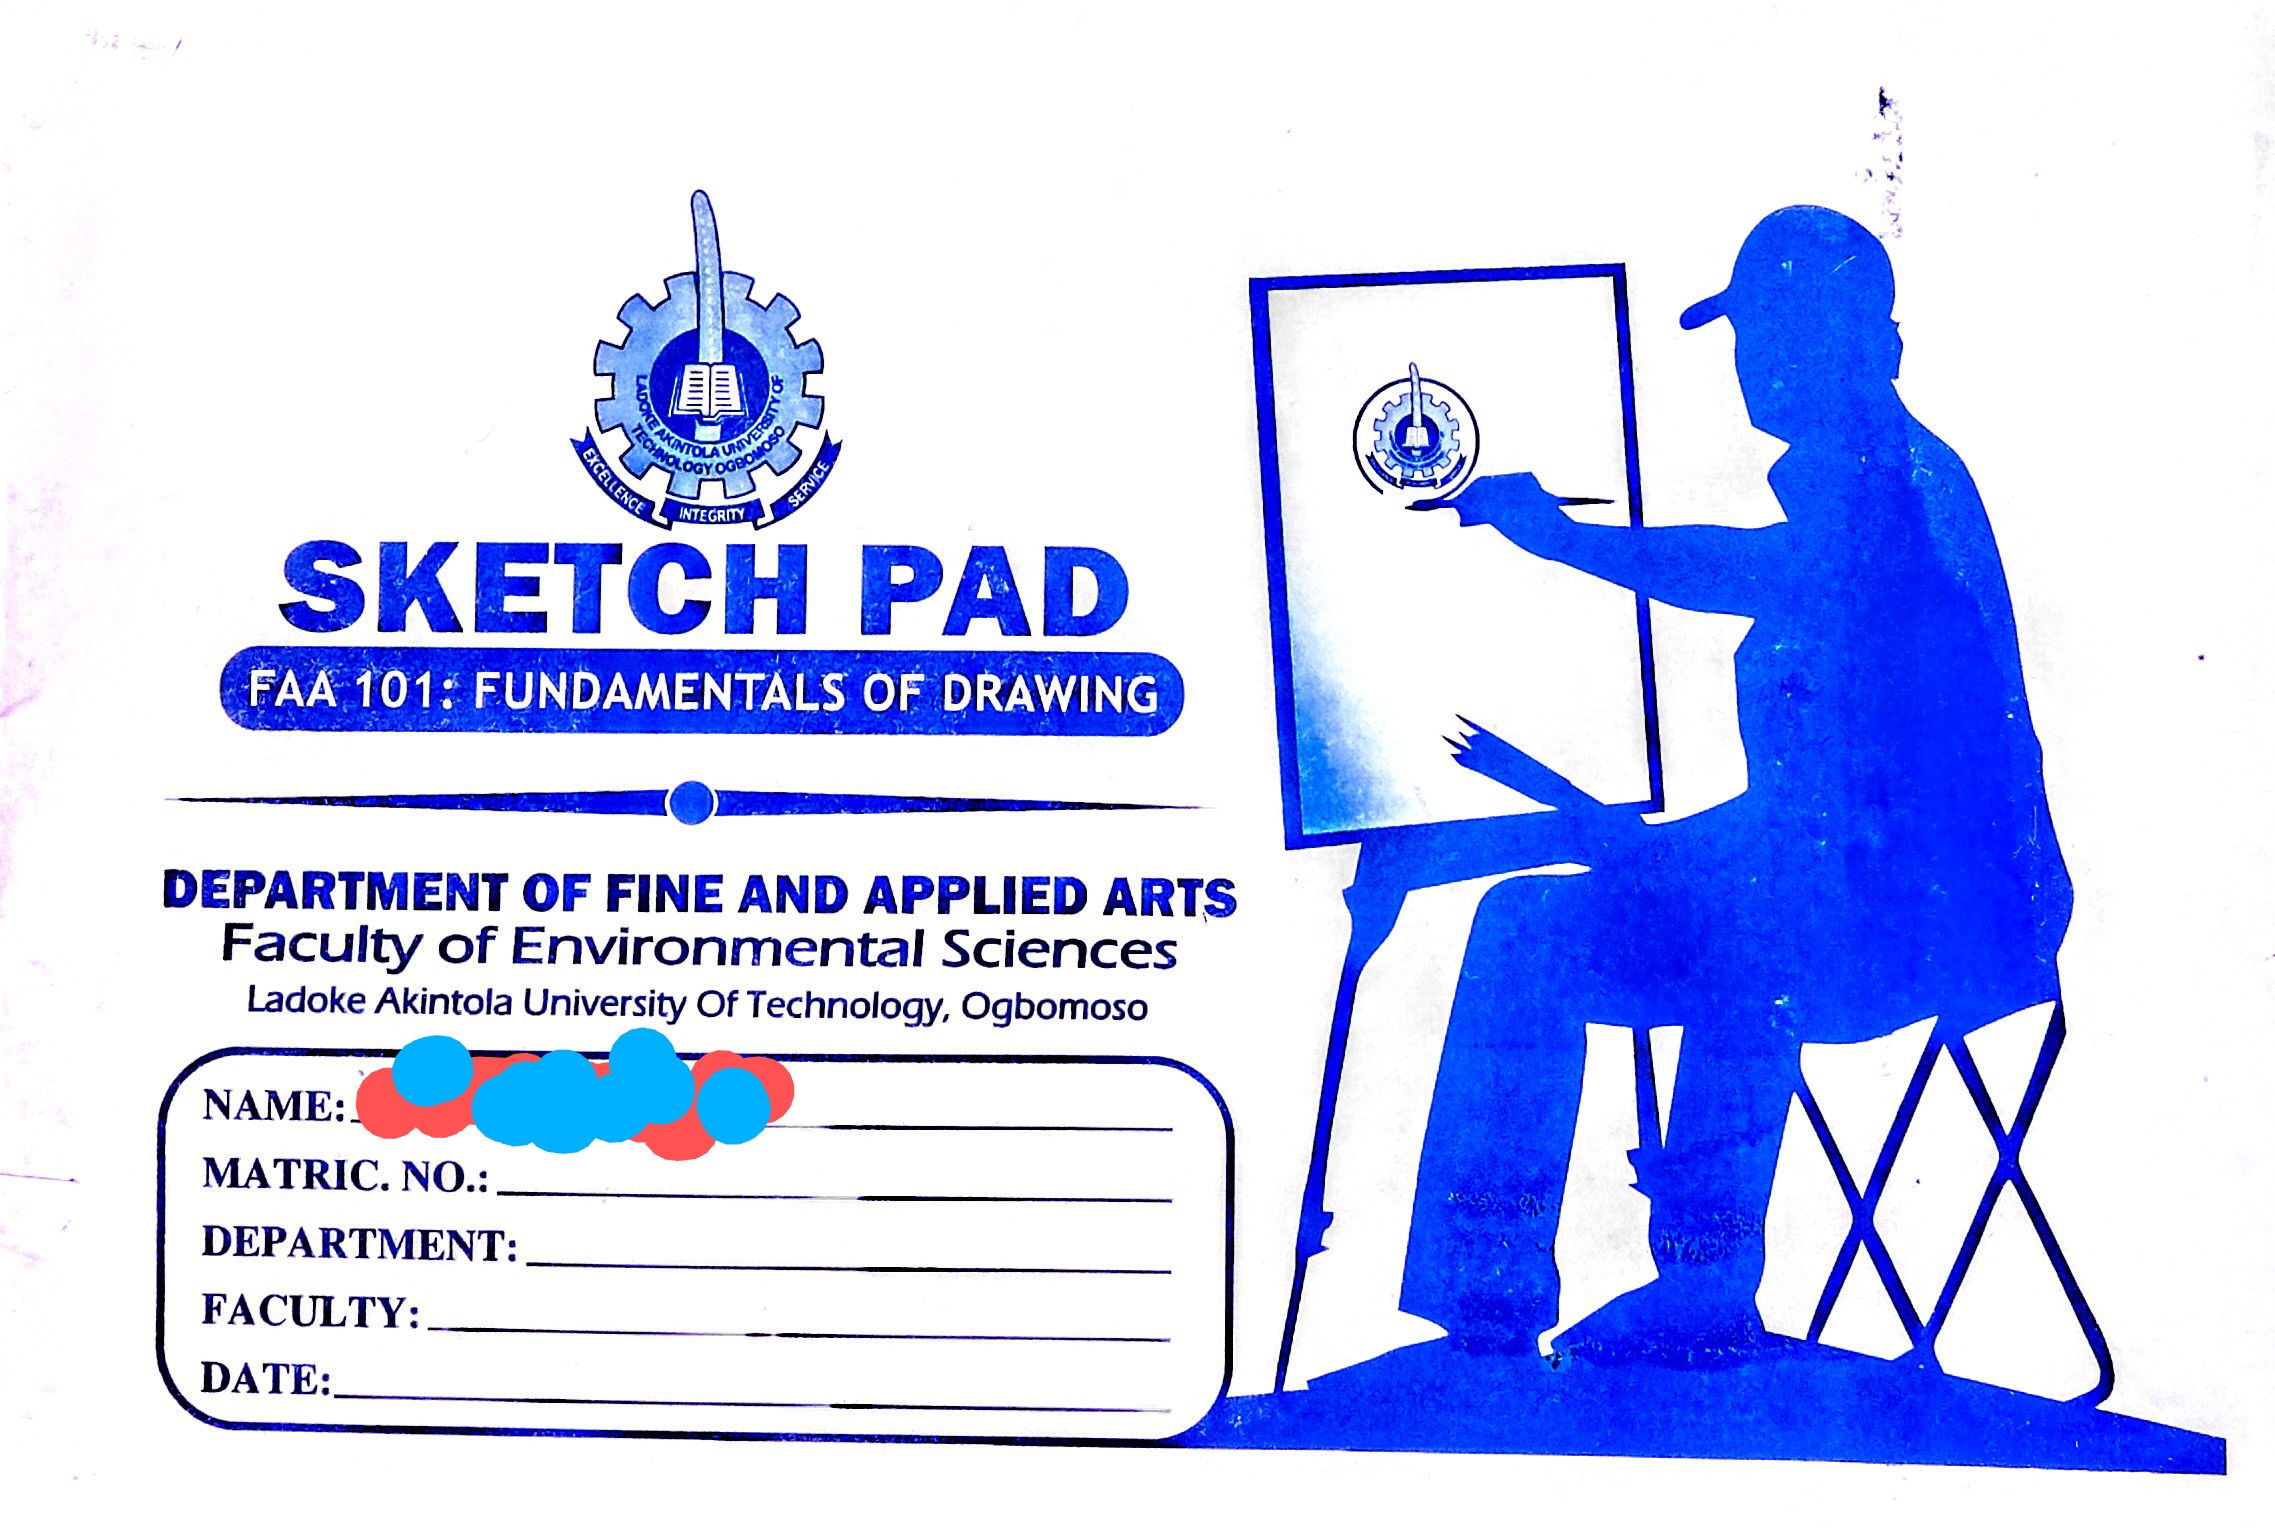 LADOKE AKINTOLA UNIVERSITY OF
TECHNOLOGY OGBOMOSO
EXCELLENCE
INTEGRITY
SERVICE
SKETCH PAD
FAA 101: FUNDAMENTALS OF DRAWING
DEPARTMENT OF FINE AND APPLIED ARTS
Faculty of Environmental Sciences
Ladoke Akintola University Of Technology, Ogbomoso
NAME:
MATRIC. NO.:
DEPARTMENT:
FACULTY:
DATE: